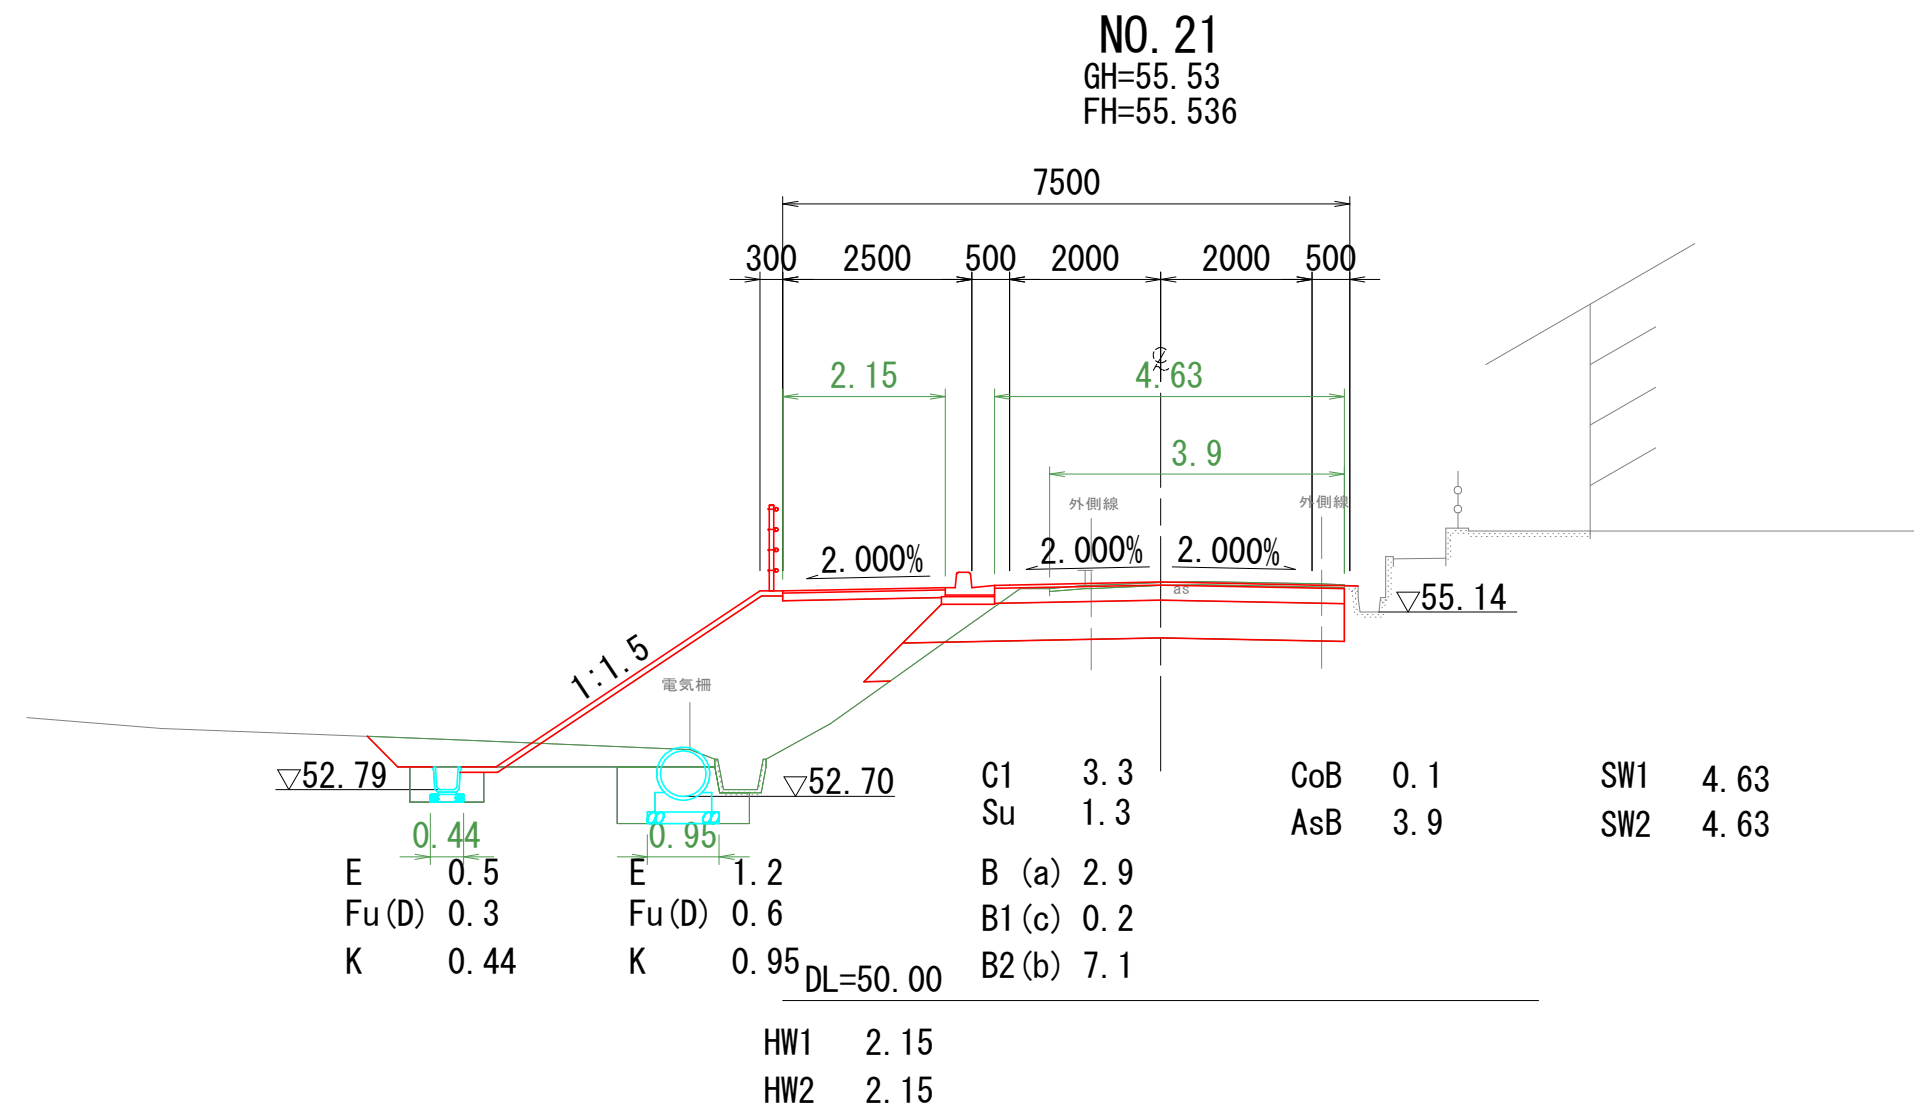 NO.21
GH=55.53
FH=55.536
7500
300 2500 500 2000 2000 500
2.15 4.63
3.9
外側線 外側線
2.000% 2.000% 2.000%
as
55.14
1:1.5
電気柵
52.79 52.70
0.44 0.95
E 0.5
Fu(D) 0.3
K 0.44
E 1.2
Fu(D) 0.6
K 0.95
C1 3.3
Su 1.3
B (a) 2.9
B1(c) 0.2
B2(b) 7.1
CoB 0.1
AsB 3.9
SW1 4.63
SW2 4.63
DL=50.00
HW1 2.15
HW2 2.15